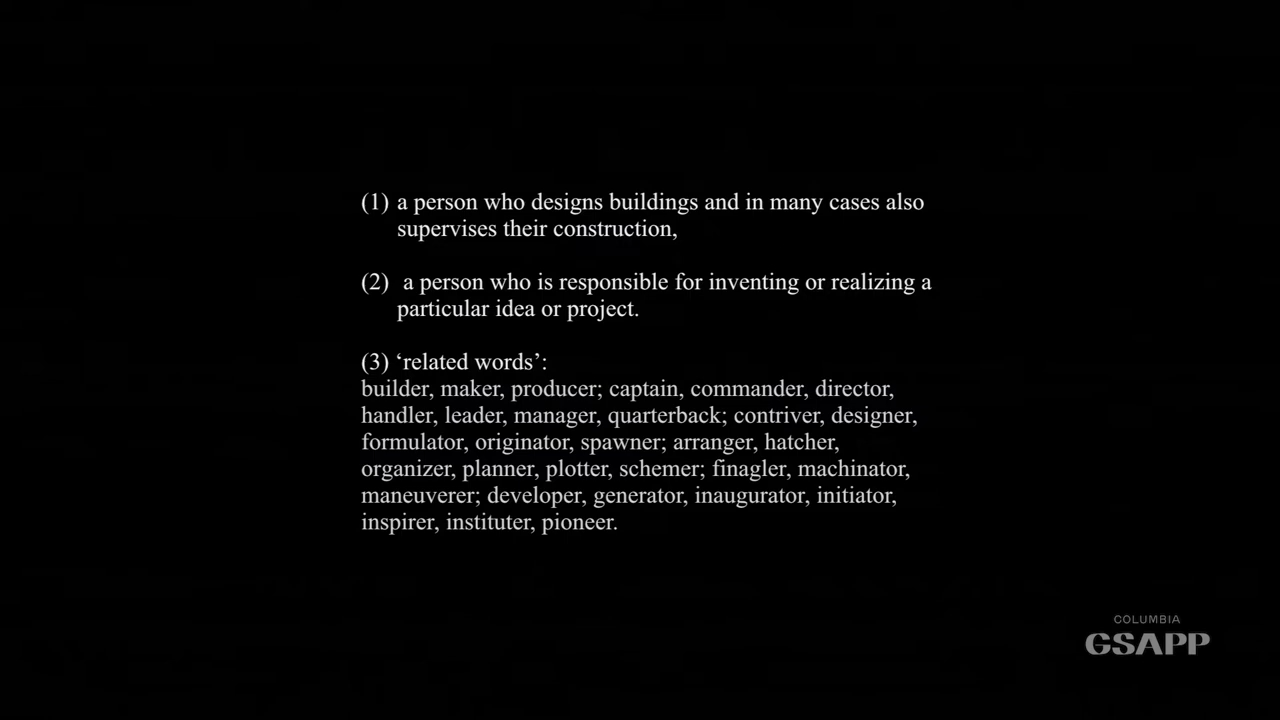 (1) a person who designs buildings and in many cases also
supervises their construction,
(2) a person who is responsible for inventing or realizing a
particular idea or project.
(3) ‘related words’:
builder, maker, producer; captain, commander, director,
handler, leader, manager, quarterback; contriver, designer,
formulator, originator, spawner; arranger, hatcher,
organizer, planner, plotter, schemer; finagler, machinator,
maneuverer; developer, generator, inaugurator, initiator,
inspirer, instituter, pioneer.
COLUMBIA
GSAPP